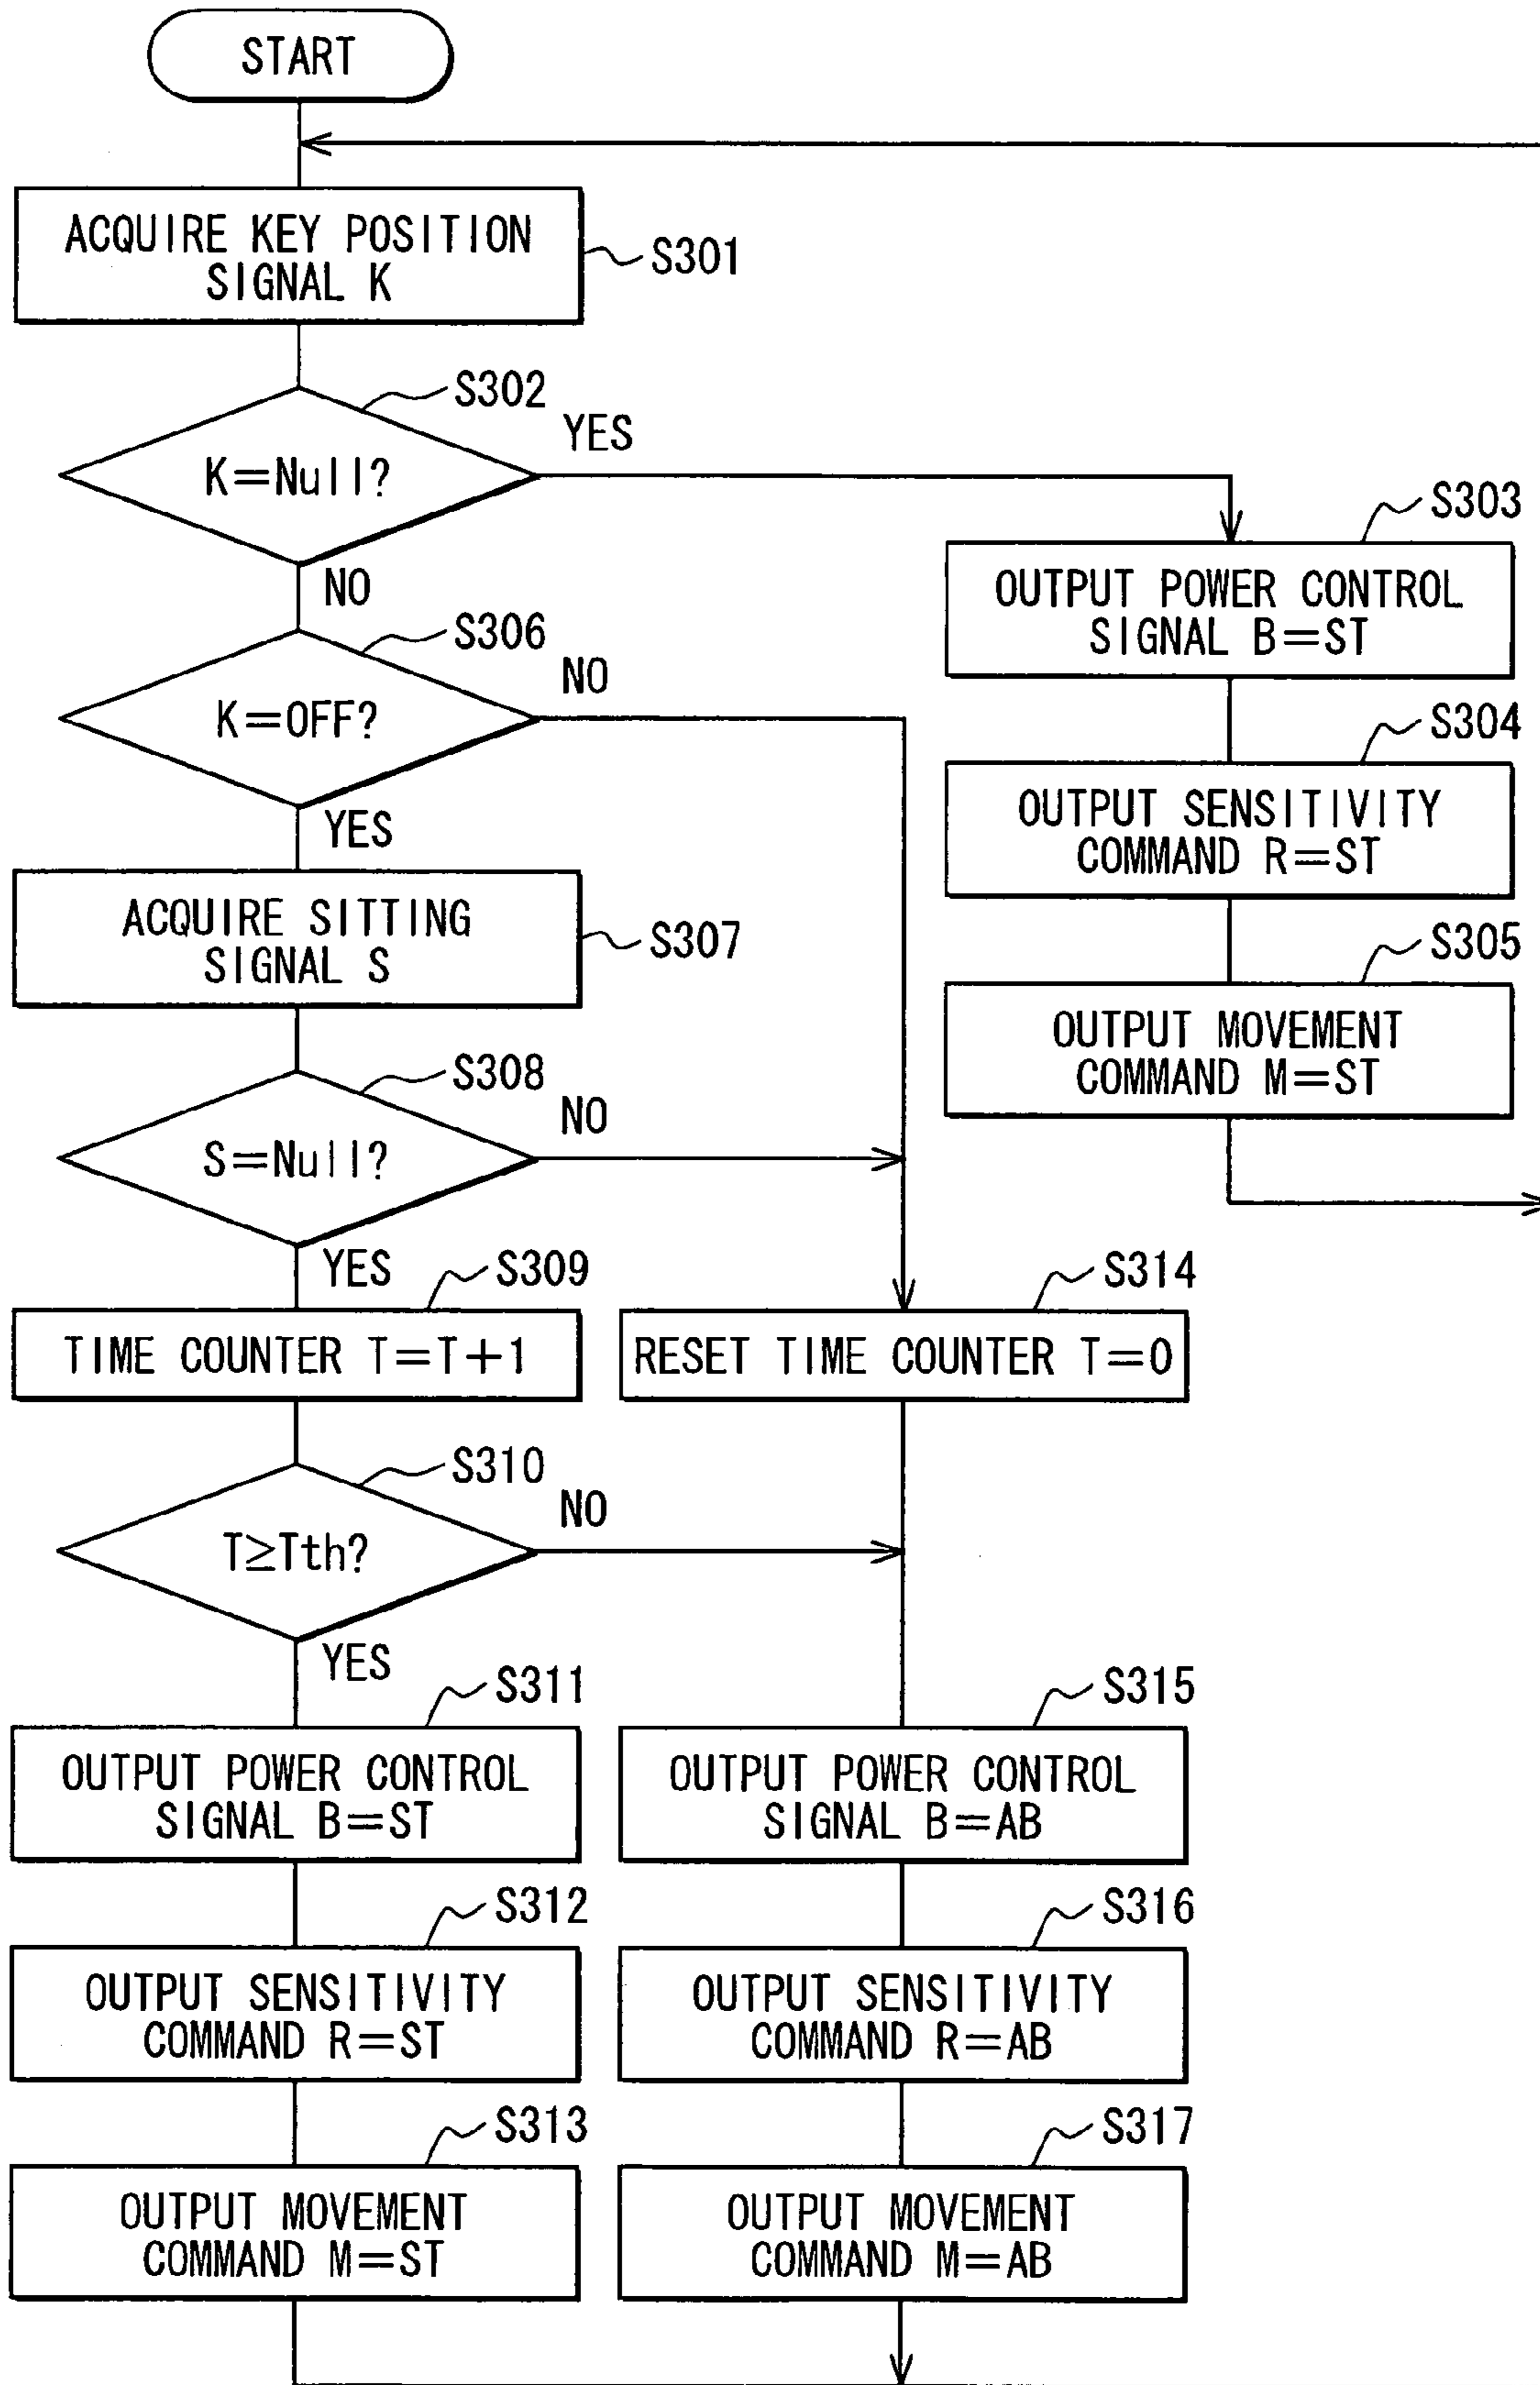 START
ACQUIRE KEY POSITION
SIGNAL K
S301
S302
K=Null?
YES
NO
S303
OUTPUT POWER CONTROL
SIGNAL B=ST
S304
OUTPUT SENSITIVITY
COMMAND R=ST
S305
OUTPUT MOVEMENT
COMMAND M=ST
S306
K=OFF?
NO
YES
ACQUIRE SITTING
SIGNAL S
S307
S308
S=Null?
NO
YES
S309
TIME COUNTER T=T+1
S314
RESET TIME COUNTER T=0
S310
T≧Tth?
NO
YES
S311
OUTPUT POWER CONTROL
SIGNAL B=ST
S315
OUTPUT POWER CONTROL
SIGNAL B=AB
S312
OUTPUT SENSITIVITY
COMMAND R=ST
S316
OUTPUT SENSITIVITY
COMMAND R=AB
S313
OUTPUT MOVEMENT
COMMAND M=ST
S317
OUTPUT MOVEMENT
COMMAND M=AB